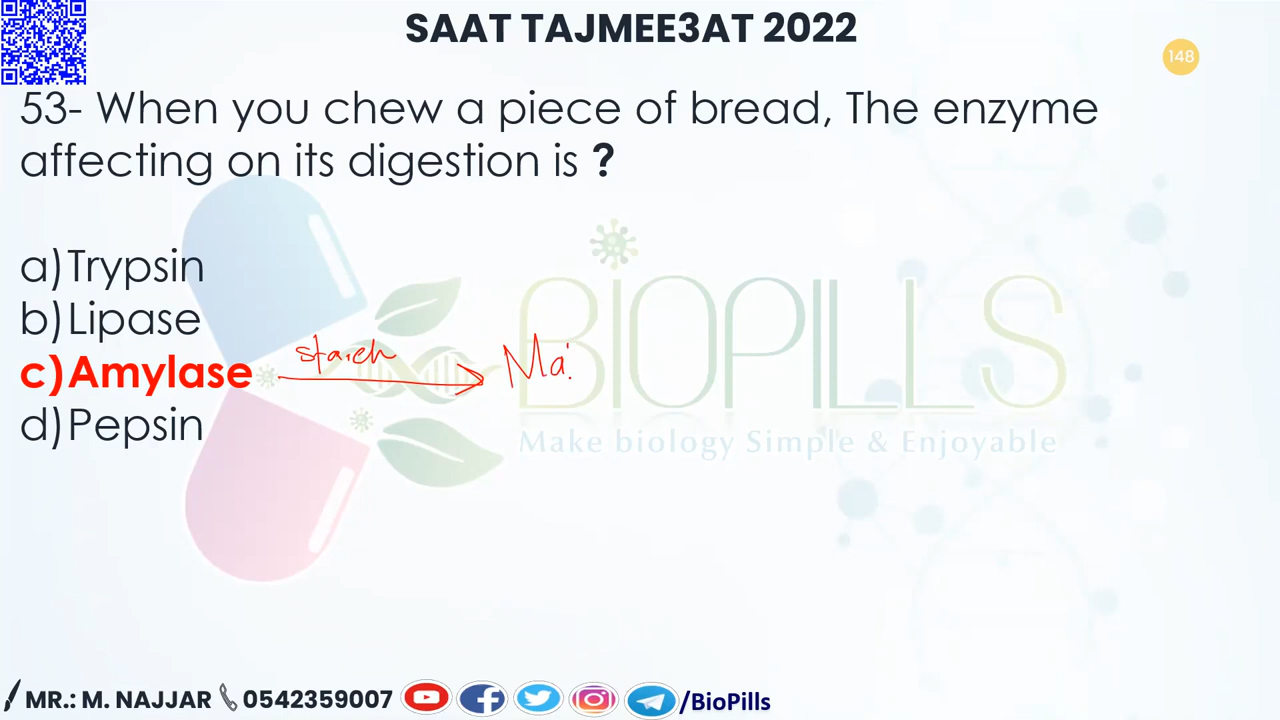 SAAT TAJMEE3AT 2022
148
53- When you chew a piece of bread, The enzyme
affecting on its digestion is ?
a) Trypsin
b) Lipase
c) Amylase starch Ma
d) Pepsin
BIOPILLS
Make biology Simple & Enjoyable
MR.: M. NAJJAR 0542359007 /BioPills